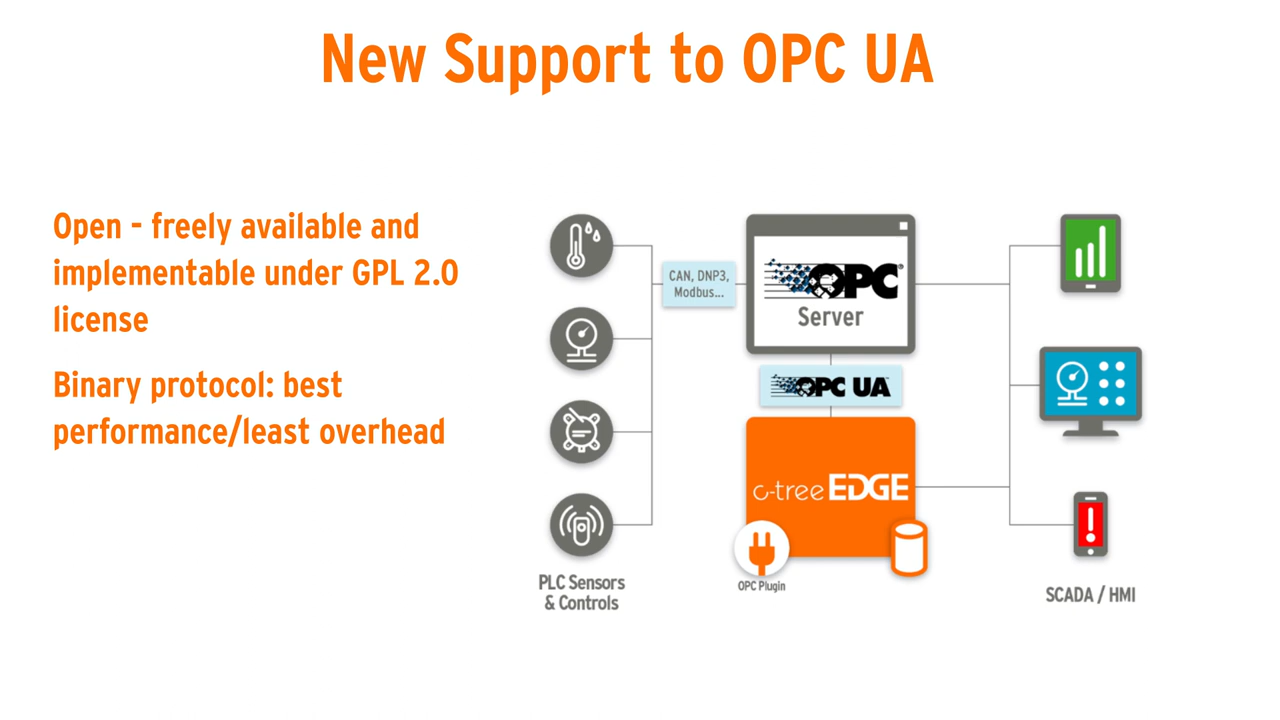 New Support to OPC UA
Open - freely available and
implementable under GPL 2.0
license
Binary protocol: best
performance/least overhead
CAN, DNP3,
Modbus...
OPC®
Server
OPC UA™
c-tree EDGE
OPC Plugin
PLC Sensors
& Controls
SCADA / HMI